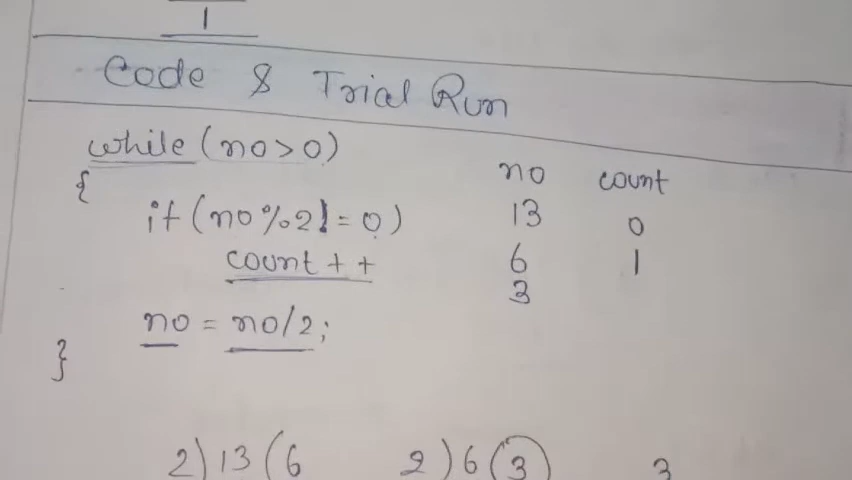 1
Code & Trial Run
while (no>0)
{
no count
if (no%2!=0) 13 0
count++ 6 1
3
no = no/2;
}
2)13(6 2)6(3) 3